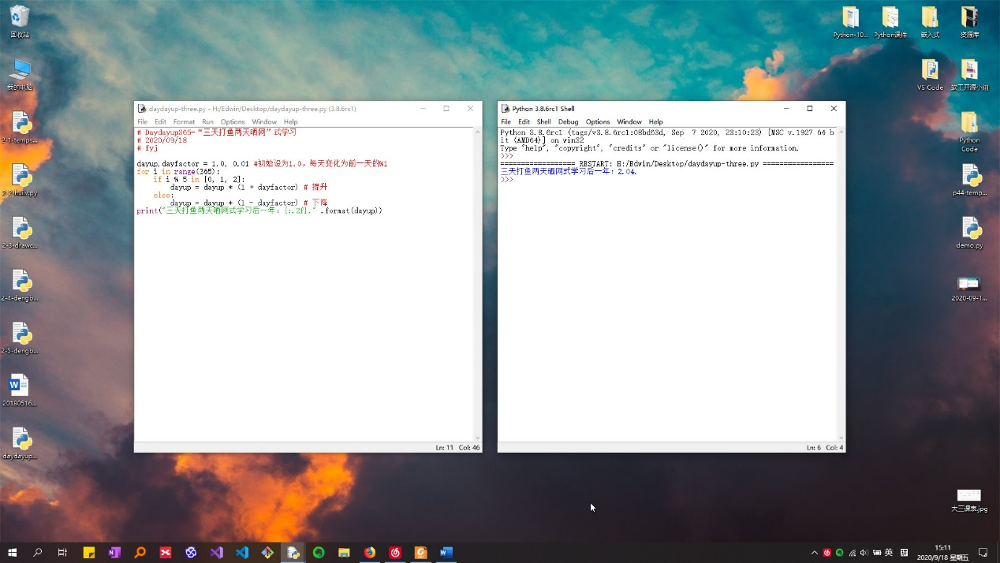 回收站
我的电脑
2-1-temps...
2-2-huilv.py
2-3-drawc...
2-4-dengb...
2-5-dengb...
20180516...
daydayup...
daydayup-three.py - H:/Edwin/Desktop/daydayup-three.py (3.8.6rc1)
File Edit Format Run Options Window Help
# Daydayup365-“三天打鱼两天晒网”式学习
# 2020/09/18
# fyj
dayup,dayfactor = 1.0, 0.01 #初始设为1.0，每天变化为前一天的%1
for i in range(365):
if i % 5 in [0, 1, 2]:
dayup = dayup * (1 + dayfactor) # 提升
else:
dayup = dayup * (1 - dayfactor) # 下降
print("三天打鱼两天晒网式学习后一年：{:.2f}.".format(dayup))
Ln: 11 Col: 46
Python 3.8.6rc1 Shell
File Edit Shell Debug Options Window Help
Python 3.8.6rc1 (tags/v3.8.6rc1:08bd63d, Sep 7 2020, 23:10:23) [MSC v.1927 64 b
it (AMD64)] on win32
Type "help", "copyright", "credits" or "license()" for more information.
>>>
================== RESTART: H:/Edwin/Desktop/daydayup-three.py =================
三天打鱼两天晒网式学习后一年：2.04.
>>>
Ln: 6 Col: 4
Python-10...
Python课件
嵌入式
资源库
VS Code
软工开源小组
Python Code
p44-temp...
demo.py
2020-09-1...
大三课表.jpg
英
15:11
2020/9/18 星期五